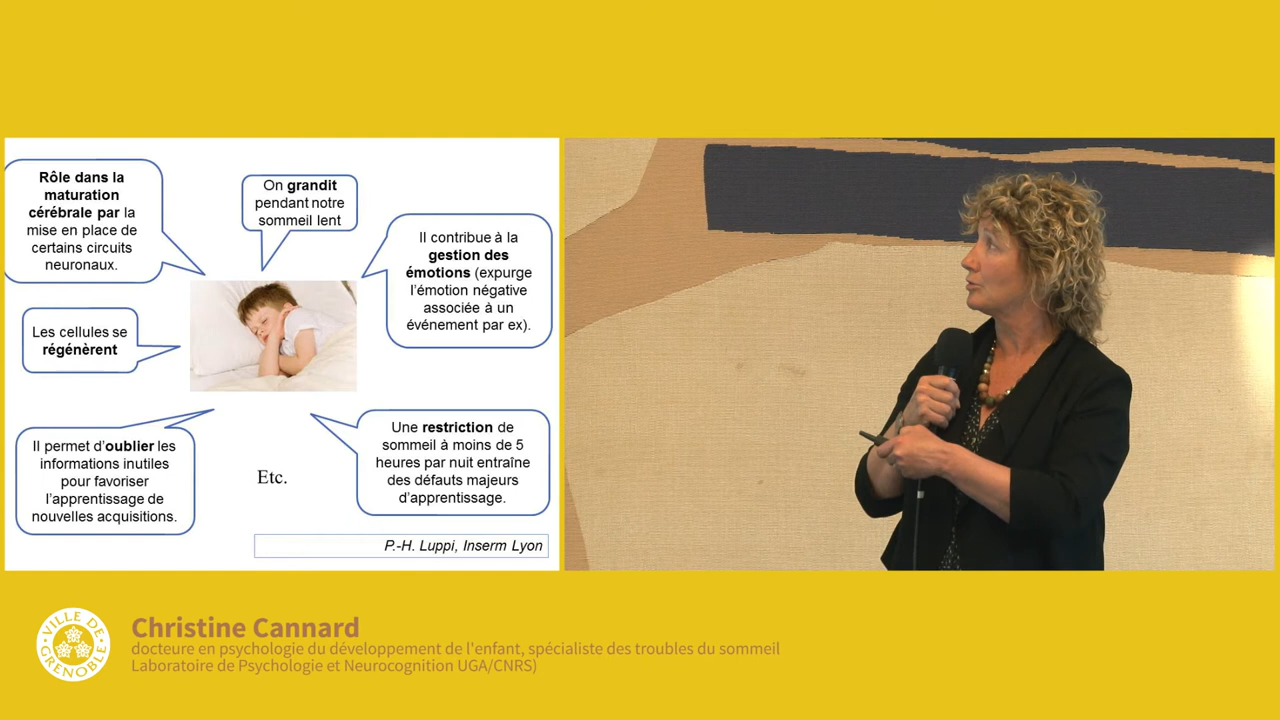 Rôle dans la
maturation
cérébrale par la
mise en place de
certains circuits
neuronaux.
On grandit
pendant notre
sommeil lent
Il contribue à la
gestion des
émotions (expurge
l'émotion négative
associée à un
événement par ex).
Les cellules se
régénèrent
Il permet d'oublier les
informations inutiles
pour favoriser
l'apprentissage de
nouvelles acquisitions.
Etc.
Une restriction de
sommeil à moins de 5
heures par nuit entraîne
des défauts majeurs
d'apprentissage.
P.-H. Luppi, Inserm Lyon
VILLE DE
GRENOBLE
Christine Cannard
docteure en psychologie du développement de l'enfant, spécialiste des troubles du sommeil
Laboratoire de Psychologie et Neurocognition UGA/CNRS)